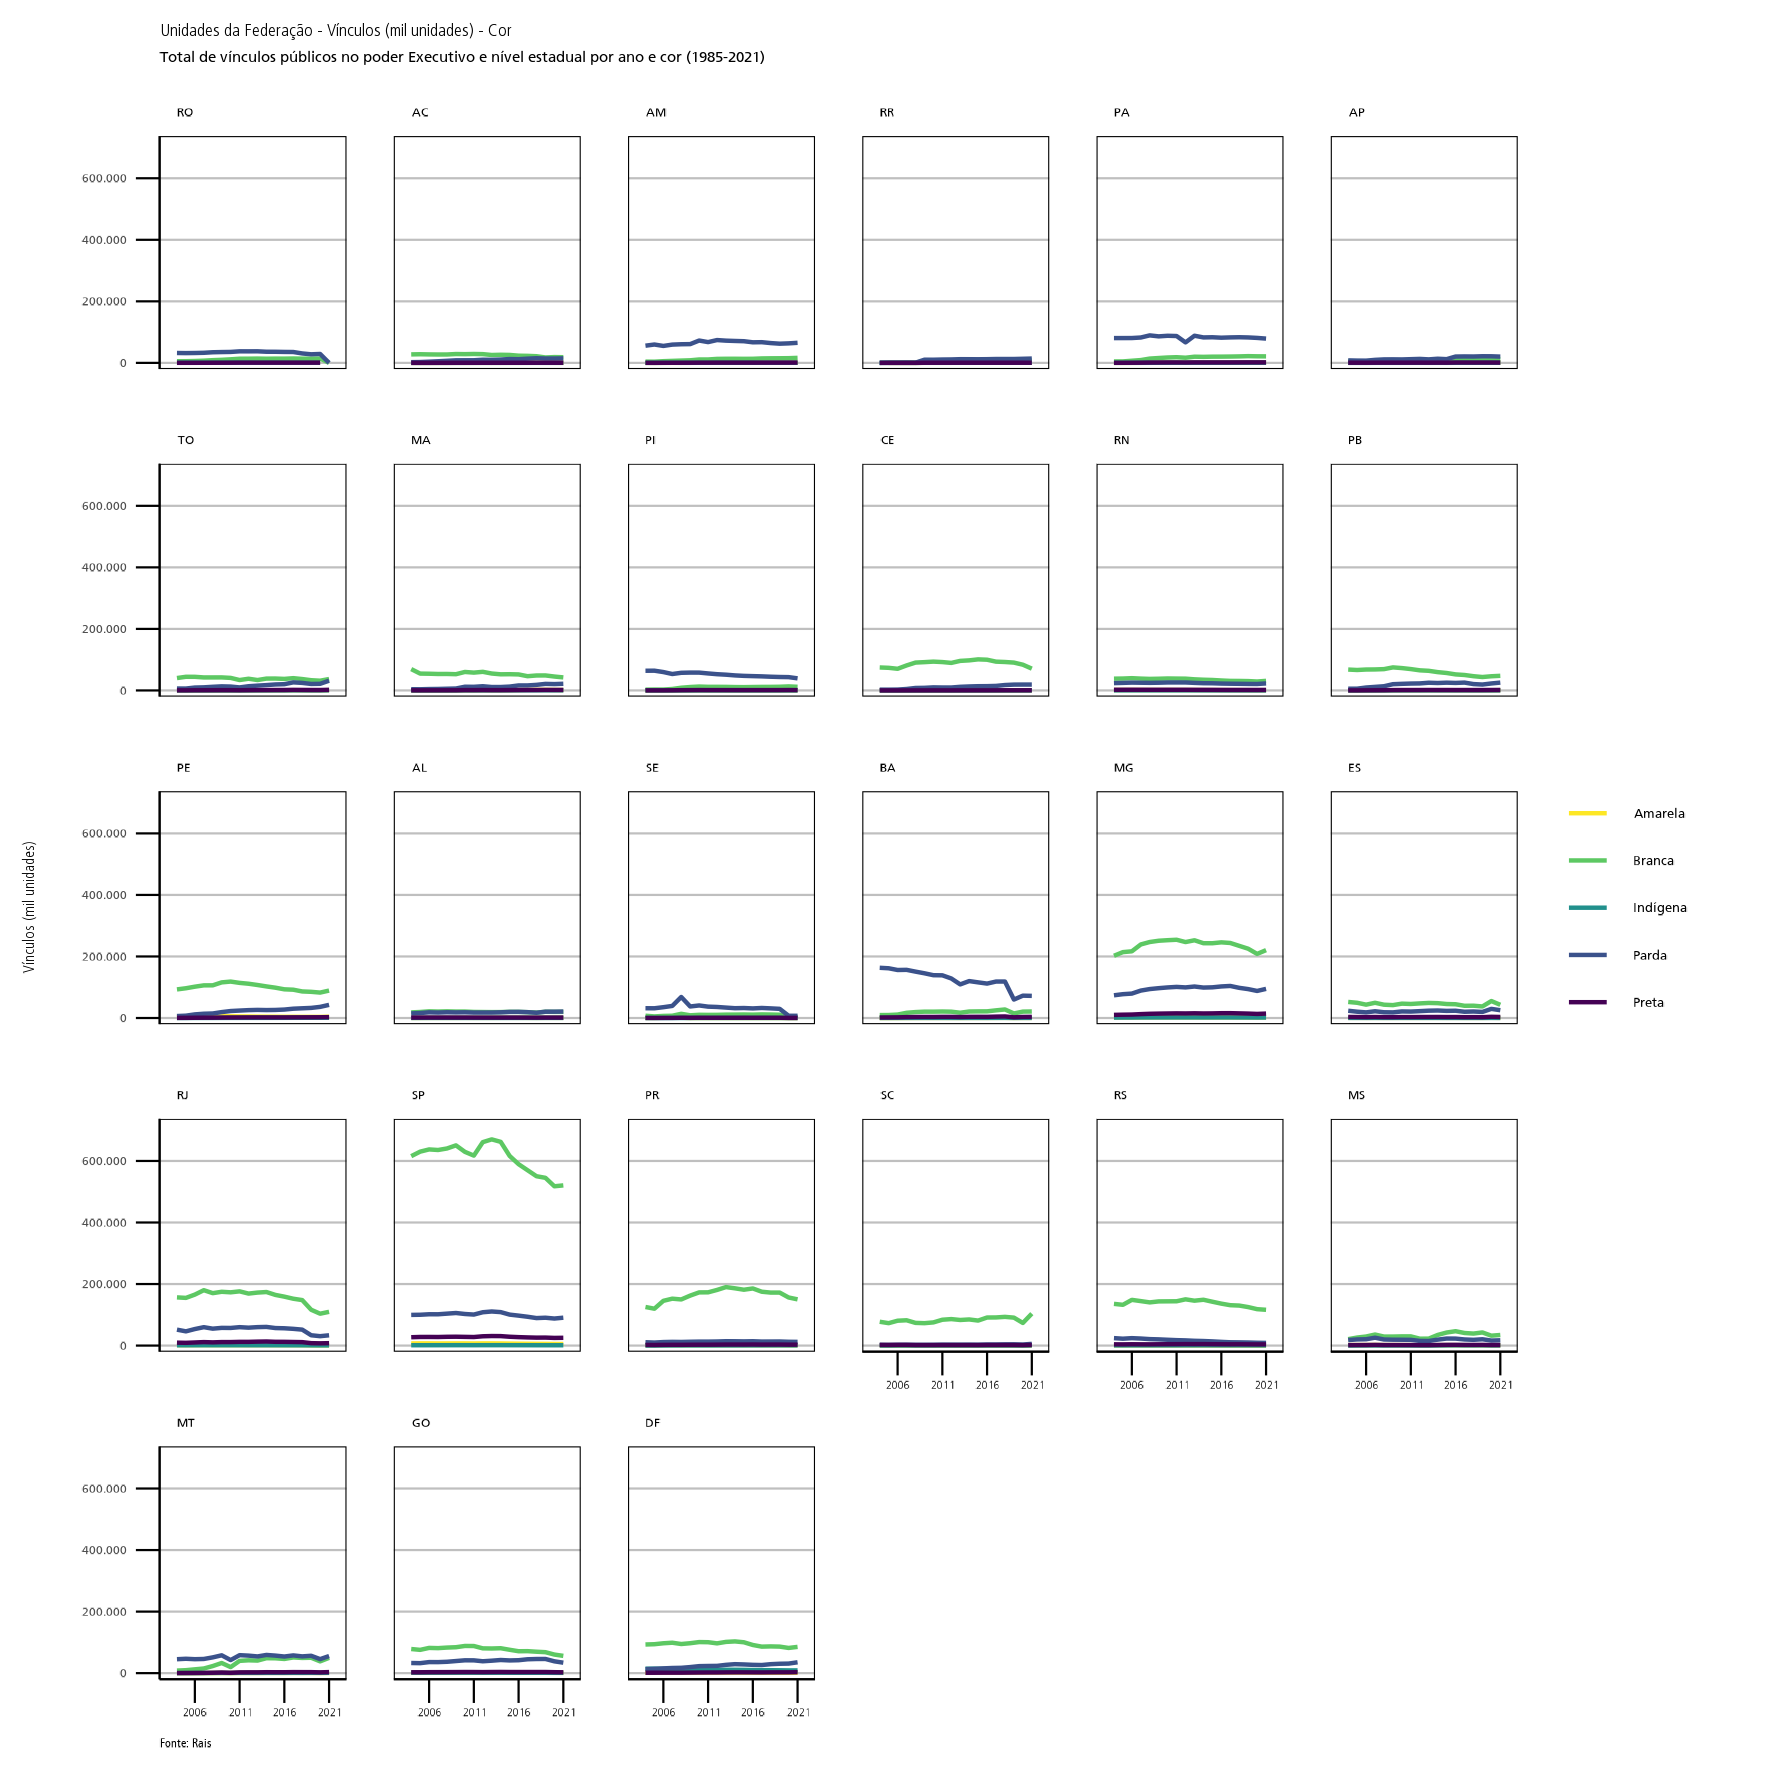 Unidades da Federação - Vínculos (mil unidades) - Cor
Total de vínculos públicos no poder Executivo e nível estadual por ano e cor (1985-2021)
RO AC AM RR PA AP
600.000
400.000
200.000
0
TO MA PI CE RN PB
600.000
400.000
200.000
0
PE AL SE BA MG ES
600.000
400.000
200.000
0
Vínculos (mil unidades)
Amarela
Branca
Indígena
Parda
Preta
RJ SP PR SC RS MS
600.000
400.000
200.000
0
2006 2011 2016 2021 2006 2011 2016 2021 2006 2011 2016 2021
MT GO DF
600.000
400.000
200.000
0
2006 2011 2016 2021 2006 2011 2016 2021 2006 2011 2016 2021
Fonte: Rais